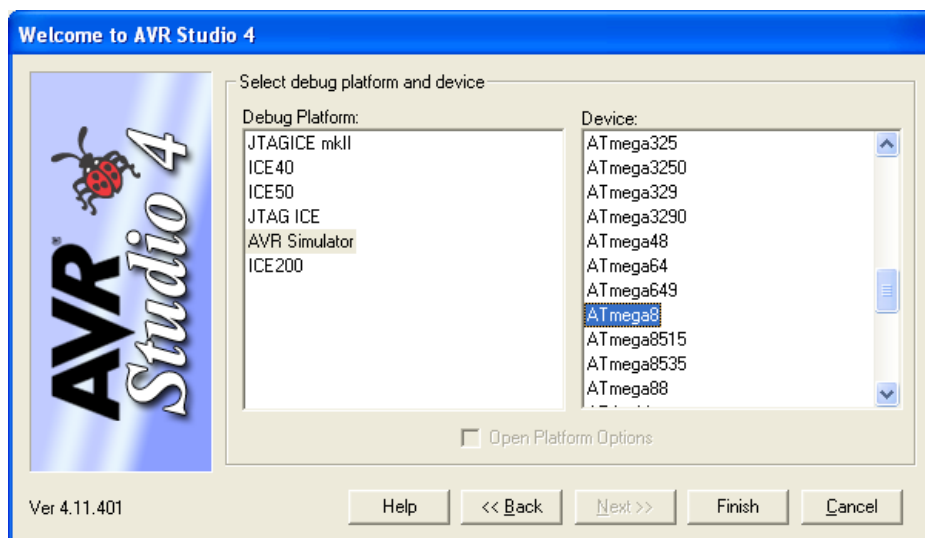 Welcome to AVR Studio 4
AVR®
Studio 4
Select debug platform and device
Debug Platform:
JTAGICE mkII
ICE40
ICE50
JTAG ICE
AVR Simulator
ICE200
Device:
ATmega325
ATmega3250
ATmega329
ATmega3290
ATmega48
ATmega64
ATmega649
ATmega8
ATmega8515
ATmega8535
ATmega88
Open Platform Options
Ver 4.11.401
Help
<< Back
Next >>
Finish
Cancel